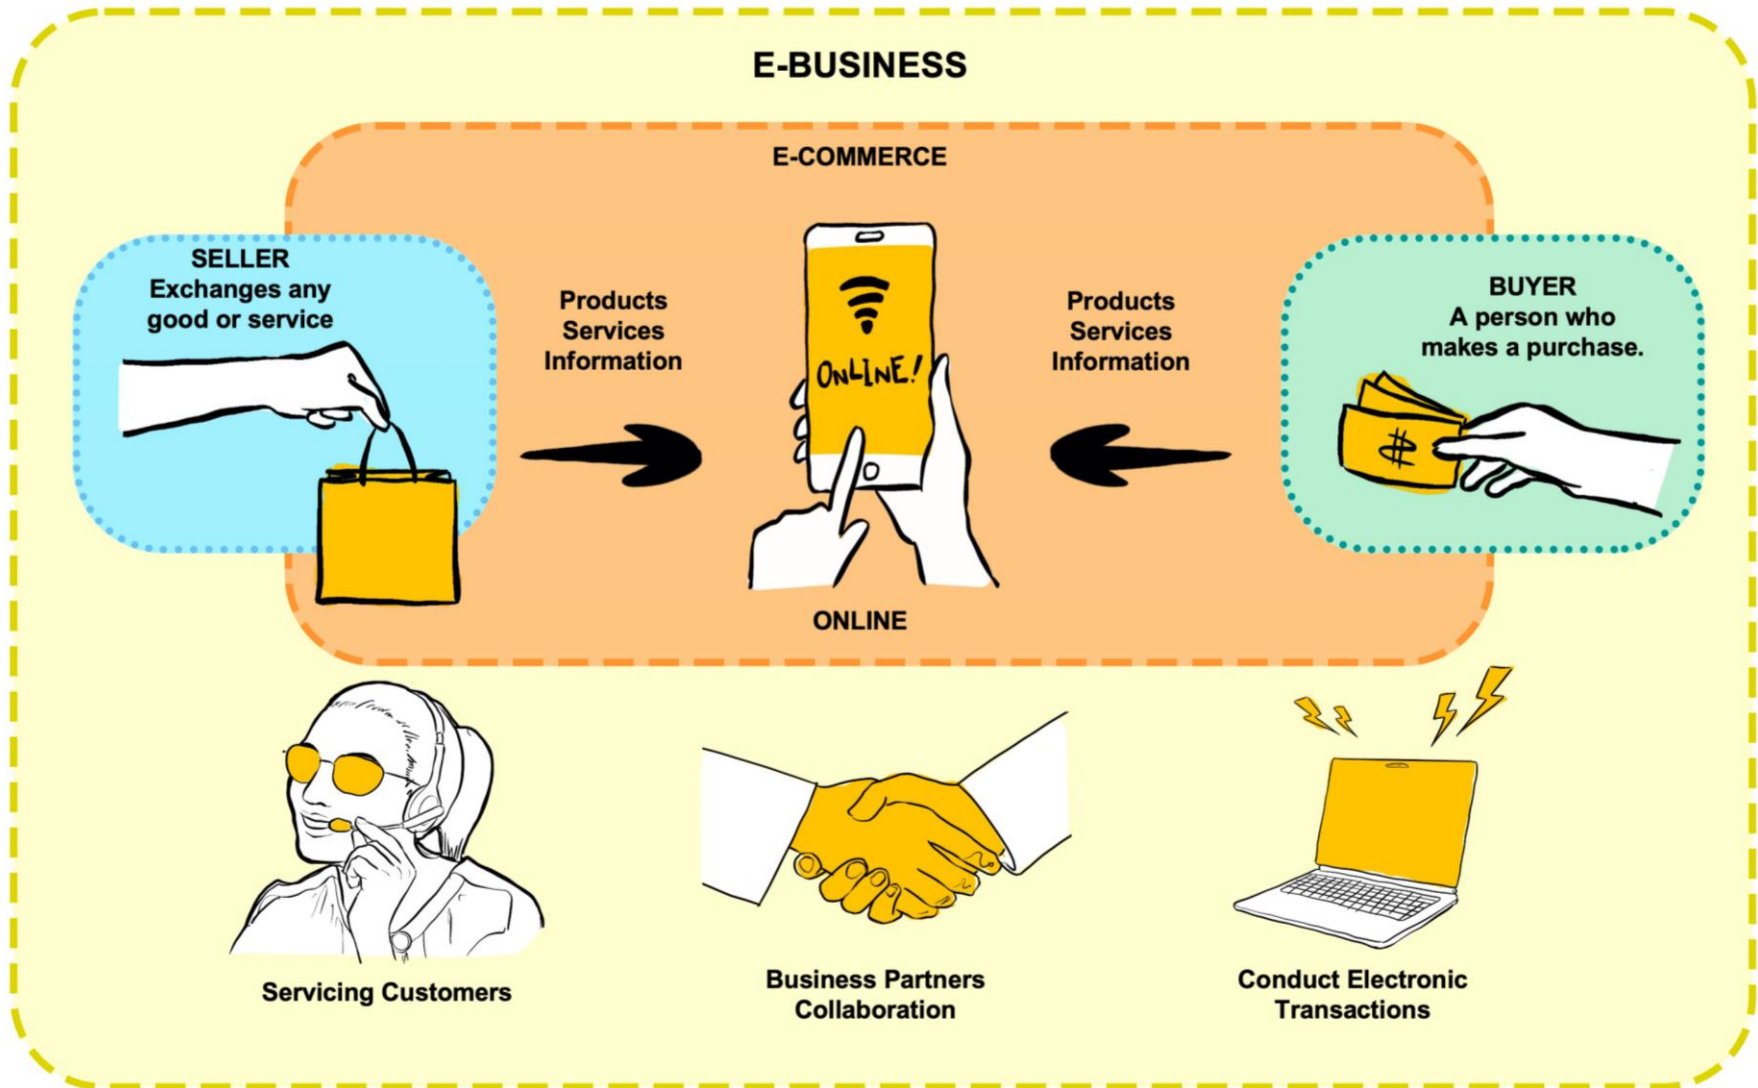 E-BUSINESS
E-COMMERCE
SELLER
Exchanges any
good or service
Products
Services
Information
ONLINE!
Products
Services
Information
BUYER
A person who
makes a purchase.
ONLINE
Servicing Customers
Business Partners
Collaboration
Conduct Electronic
Transactions